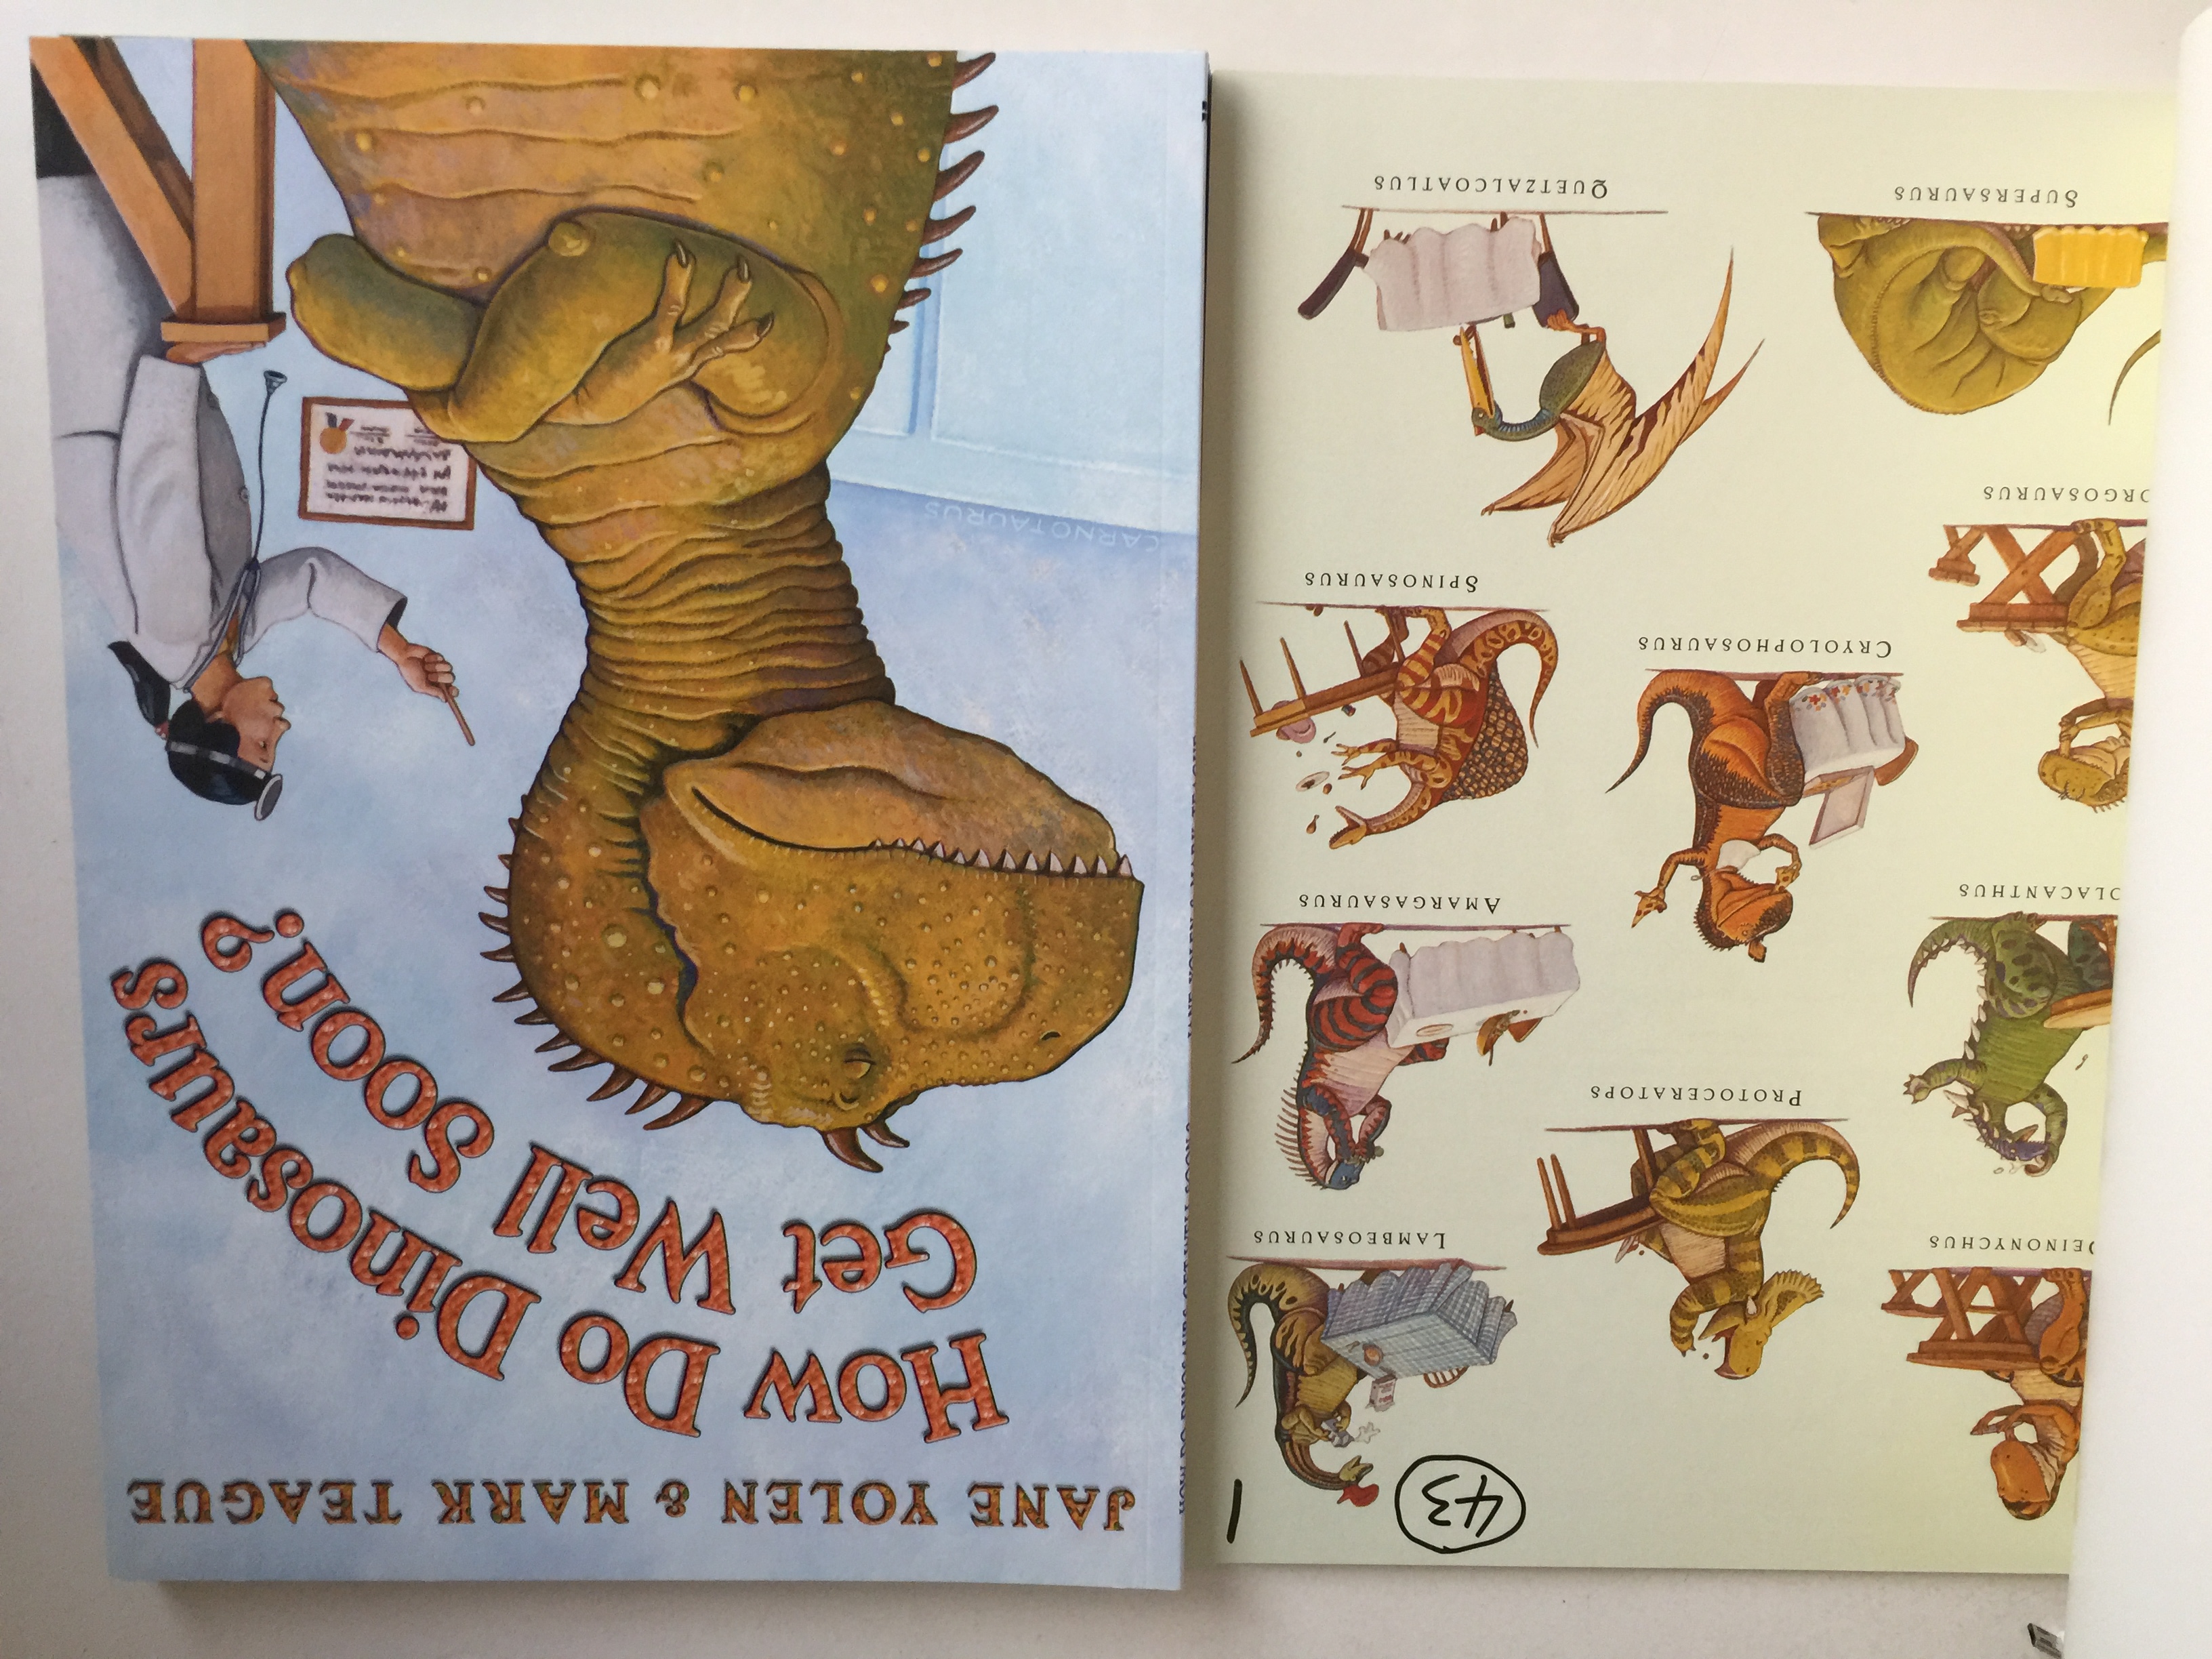 43
1
DEINONYCHUS
LAMBEOSAURUS
PROTOCERATOPS
AMARGASAURUS
OLACANTHUS
CRYOLOPHOSAURUS
SPINOSAURUS
ORGOSAURUS
SUPERSAURUS
QUETZALCOATLUS
JANE YOLEN & MARK TEAGUE
How Do Dinosaurs
Get Well Soon?
CARNOTAURUS